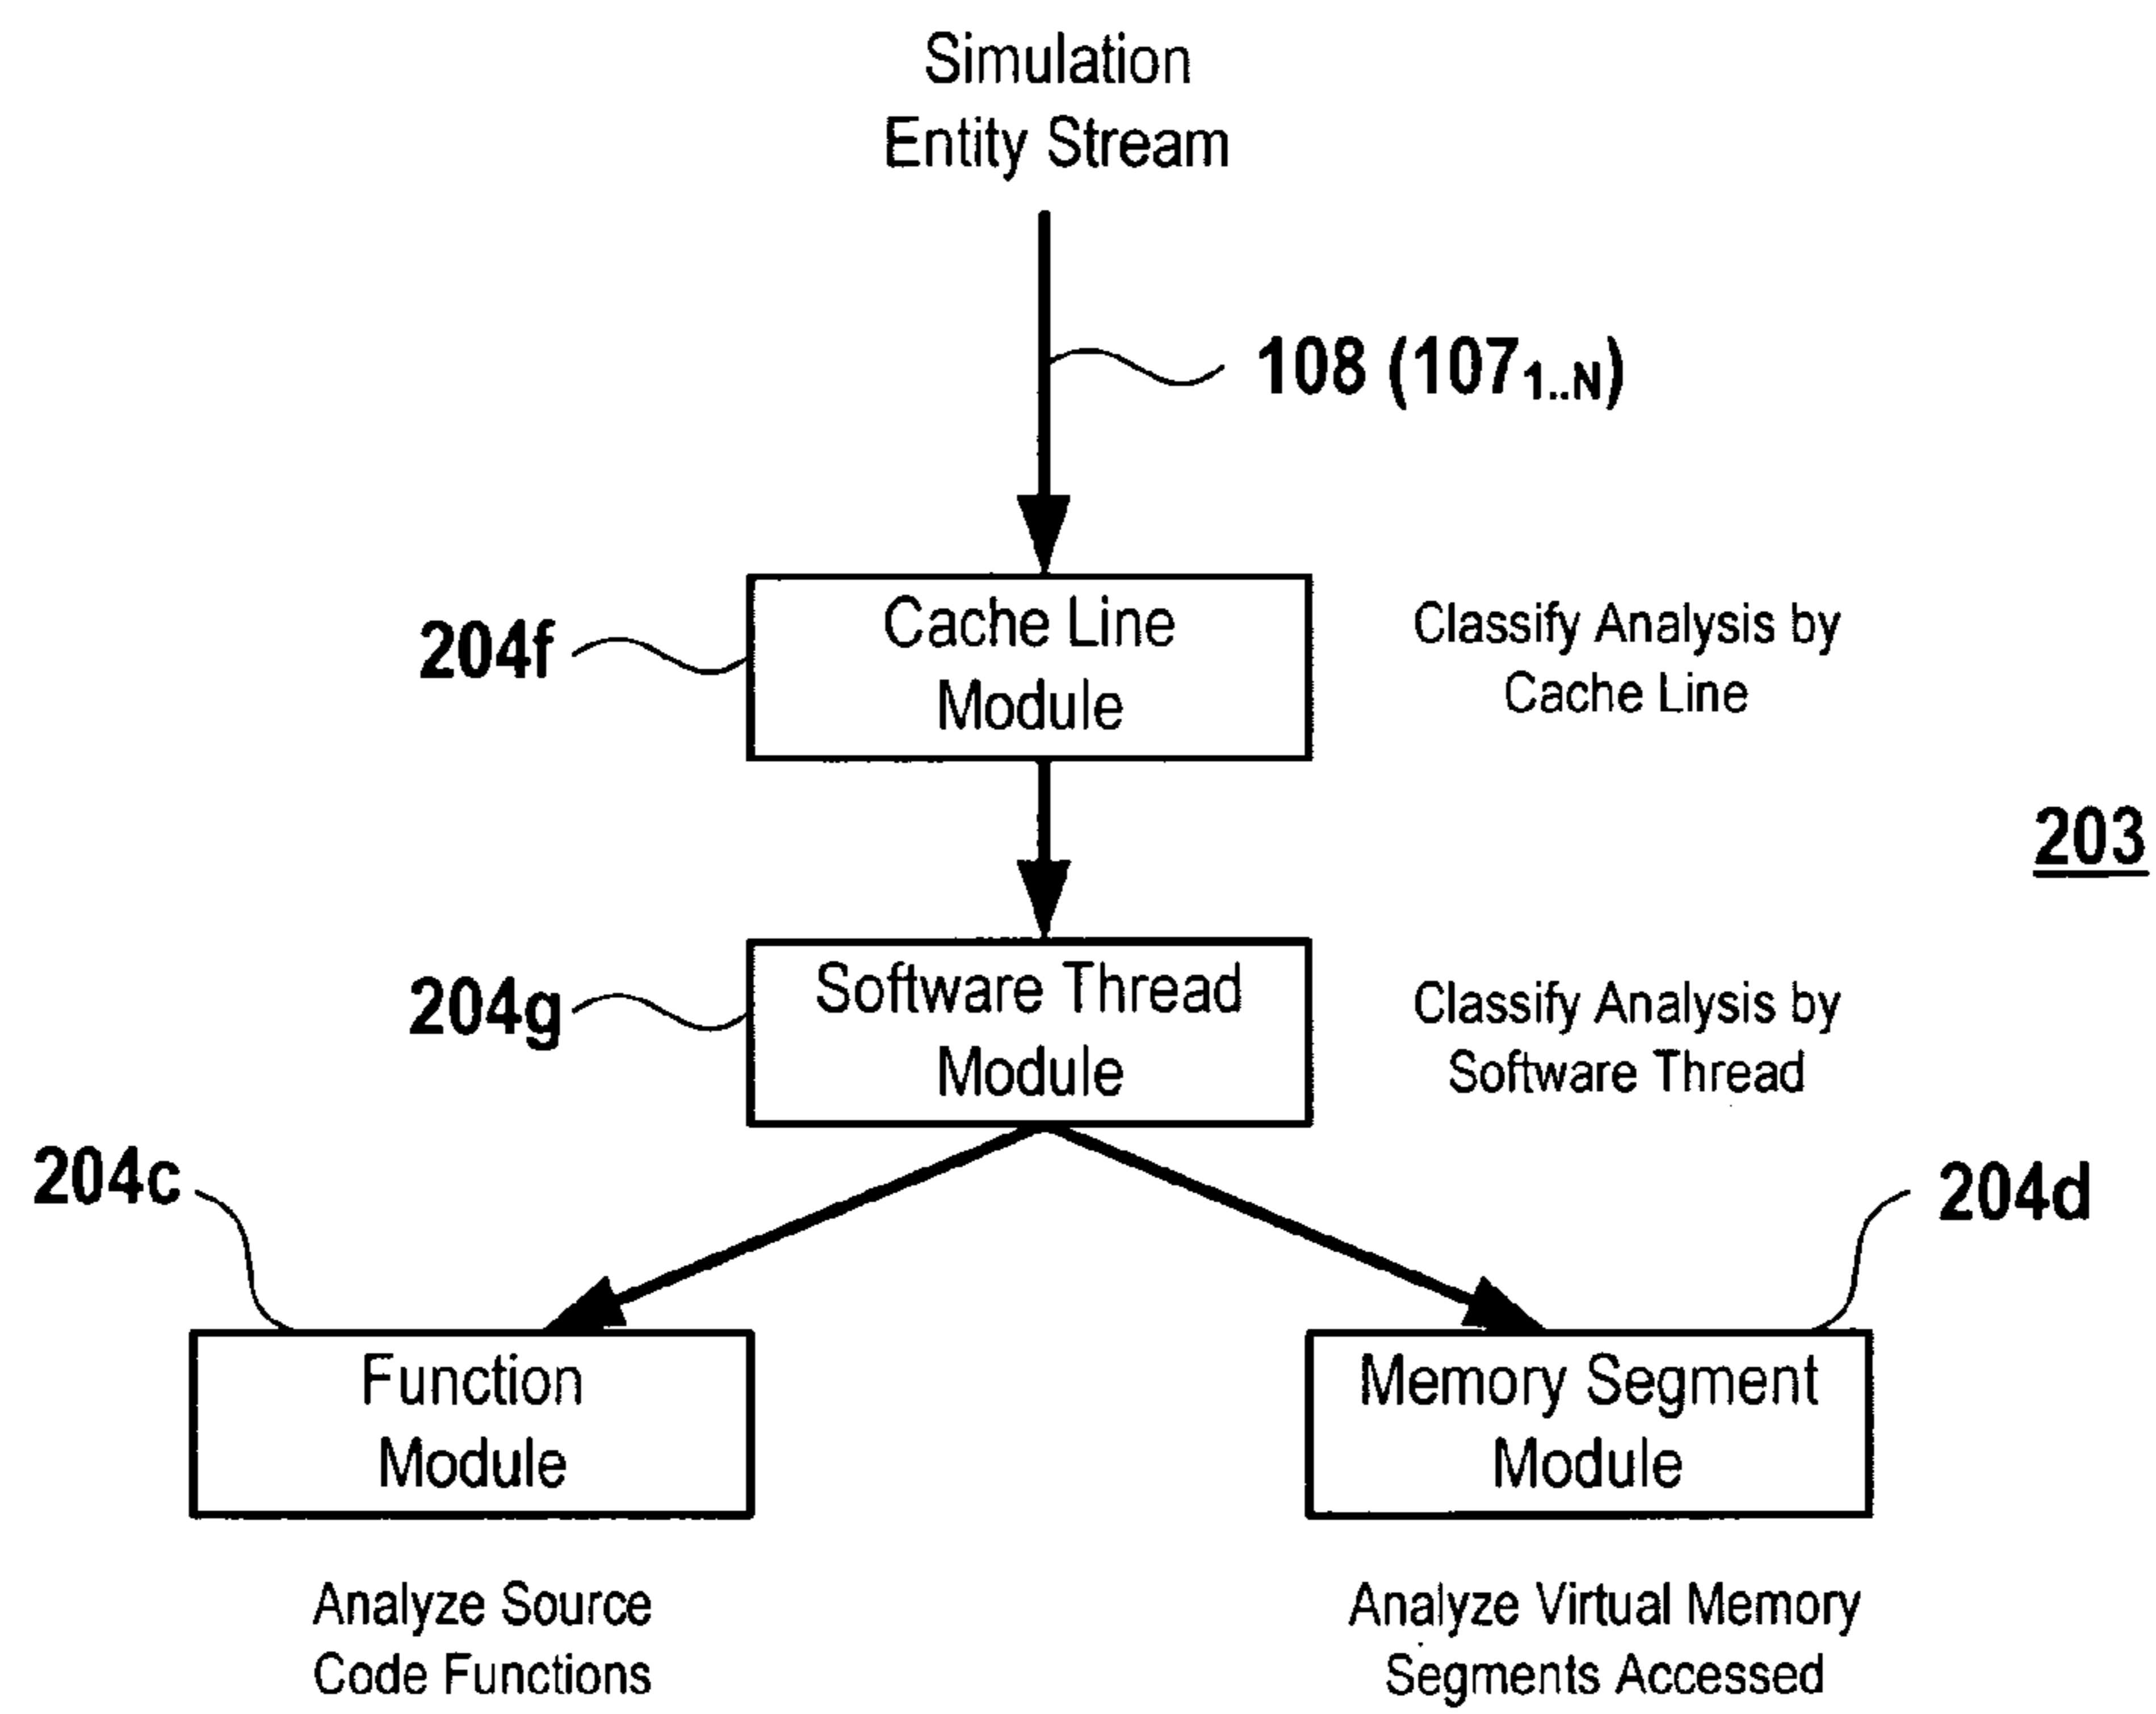 Simulation
Entity Stream
108 (107₁..N)
204f
Cache Line
Module
Classify Analysis by
Cache Line
203
204g
Software Thread
Module
Classify Analysis by
Software Thread
204c
204d
Function
Module
Memory Segment
Module
Analyze Source
Code Functions
Analyze Virtual Memory
Segments Accessed